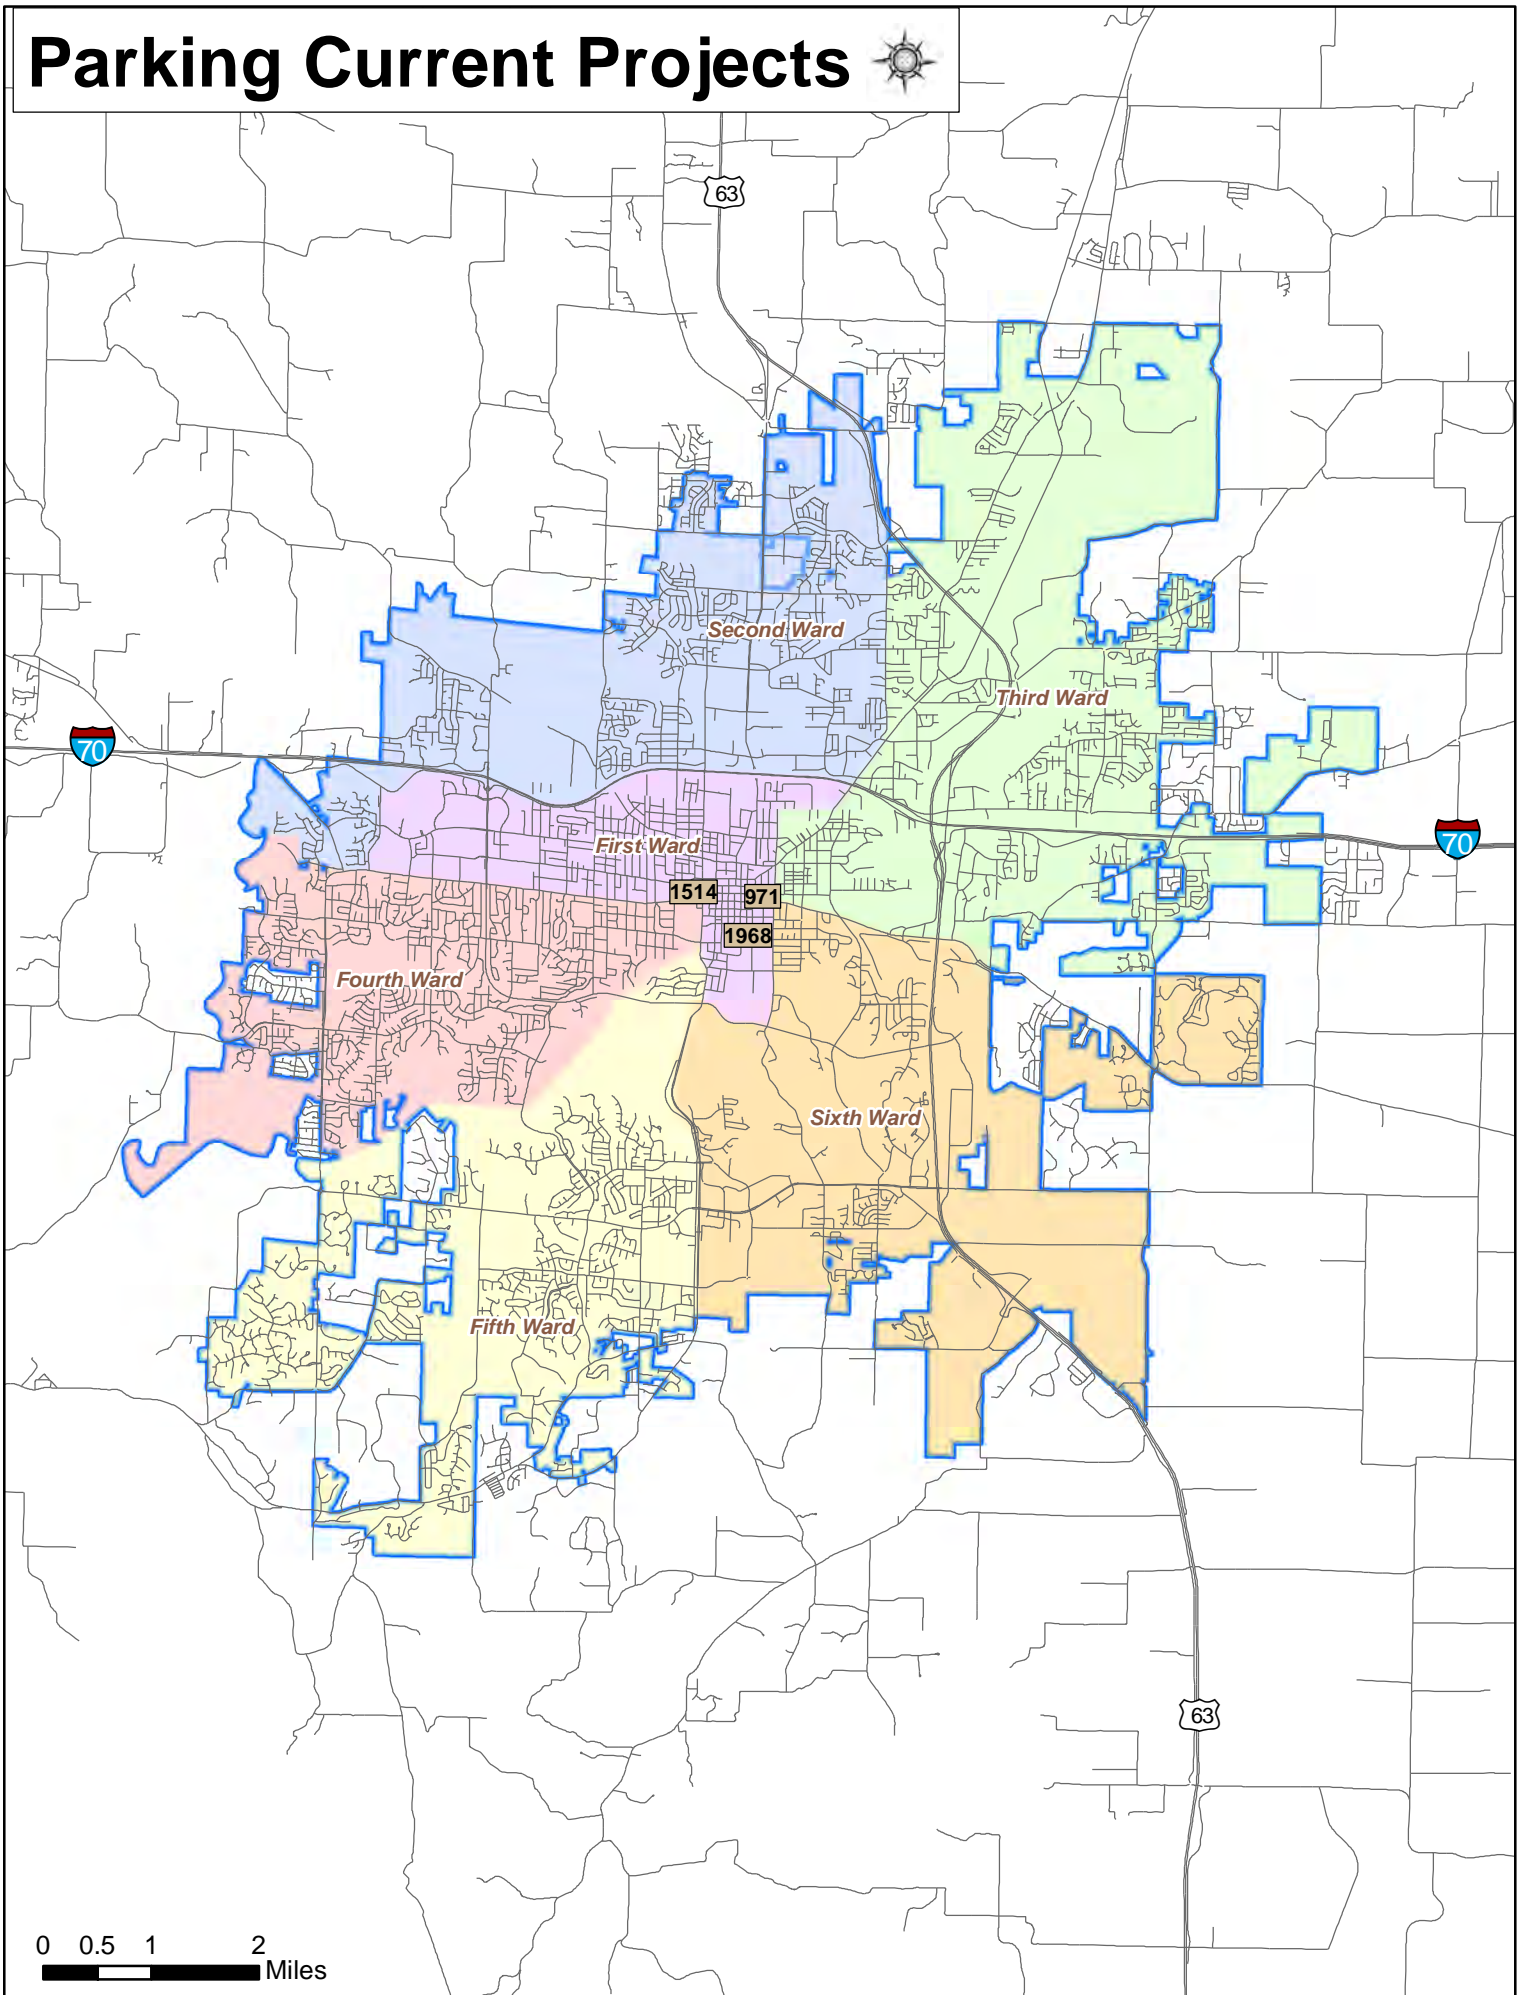 Parking Current Projects
63
Second Ward
Third Ward
70
First Ward
70
1514
971
1968
Fourth Ward
Sixth Ward
Fifth Ward
63
0 0.5 1 2
Miles